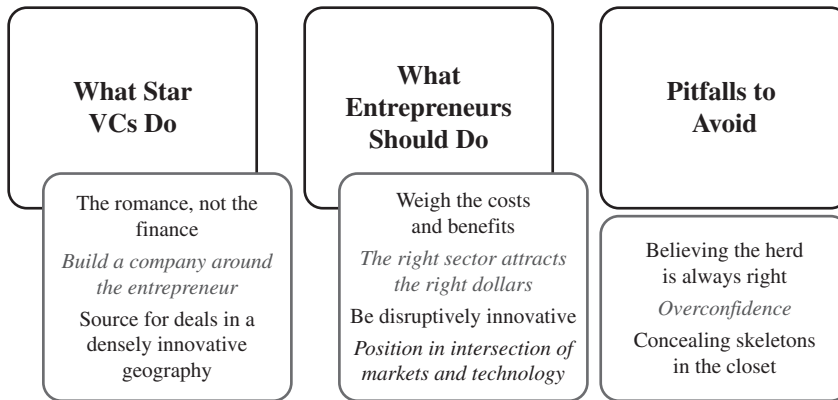 What Star
VCs Do
The romance, not the
finance
Build a company around
the entrepreneur
Source for deals in a
densely innovative
geography
What
Entrepreneurs
Should Do
Weigh the costs
and benefits
The right sector attracts
the right dollars
Be disruptively innovative
Position in intersection of
markets and technology
Pitfalls to
Avoid
Believing the herd
is always right
Overconfidence
Concealing skeletons
in the closet